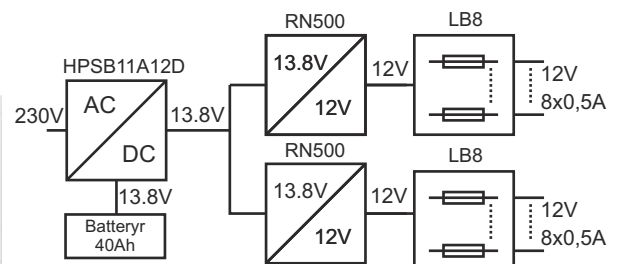 RN500
LB8
HPSB11A12D
13.8V
12V
12V
12V
8x0,5A
230V
AC
DC
13.8V
RN500
LB8
13.8V
Batteryr
40Ah
13.8V
12V
12V
12V
8x0,5A